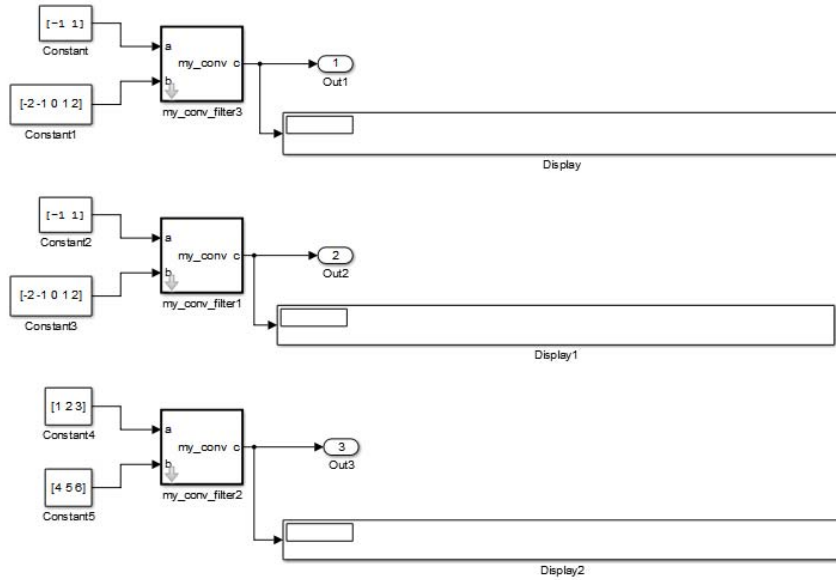 [-1 1]
Constant
a
my_conv c
b
my_conv_filter3
[-2 -1 0 1 2]
Constant1
1
Out1
Display
[-1 1]
Constant2
a
my_conv c
b
my_conv_filter1
[-2 -1 0 1 2]
Constant3
2
Out2
Display1
[1 2 3]
Constant4
a
my_conv c
b
my_conv_filter2
[4 5 6]
Constant5
3
Out3
Display2